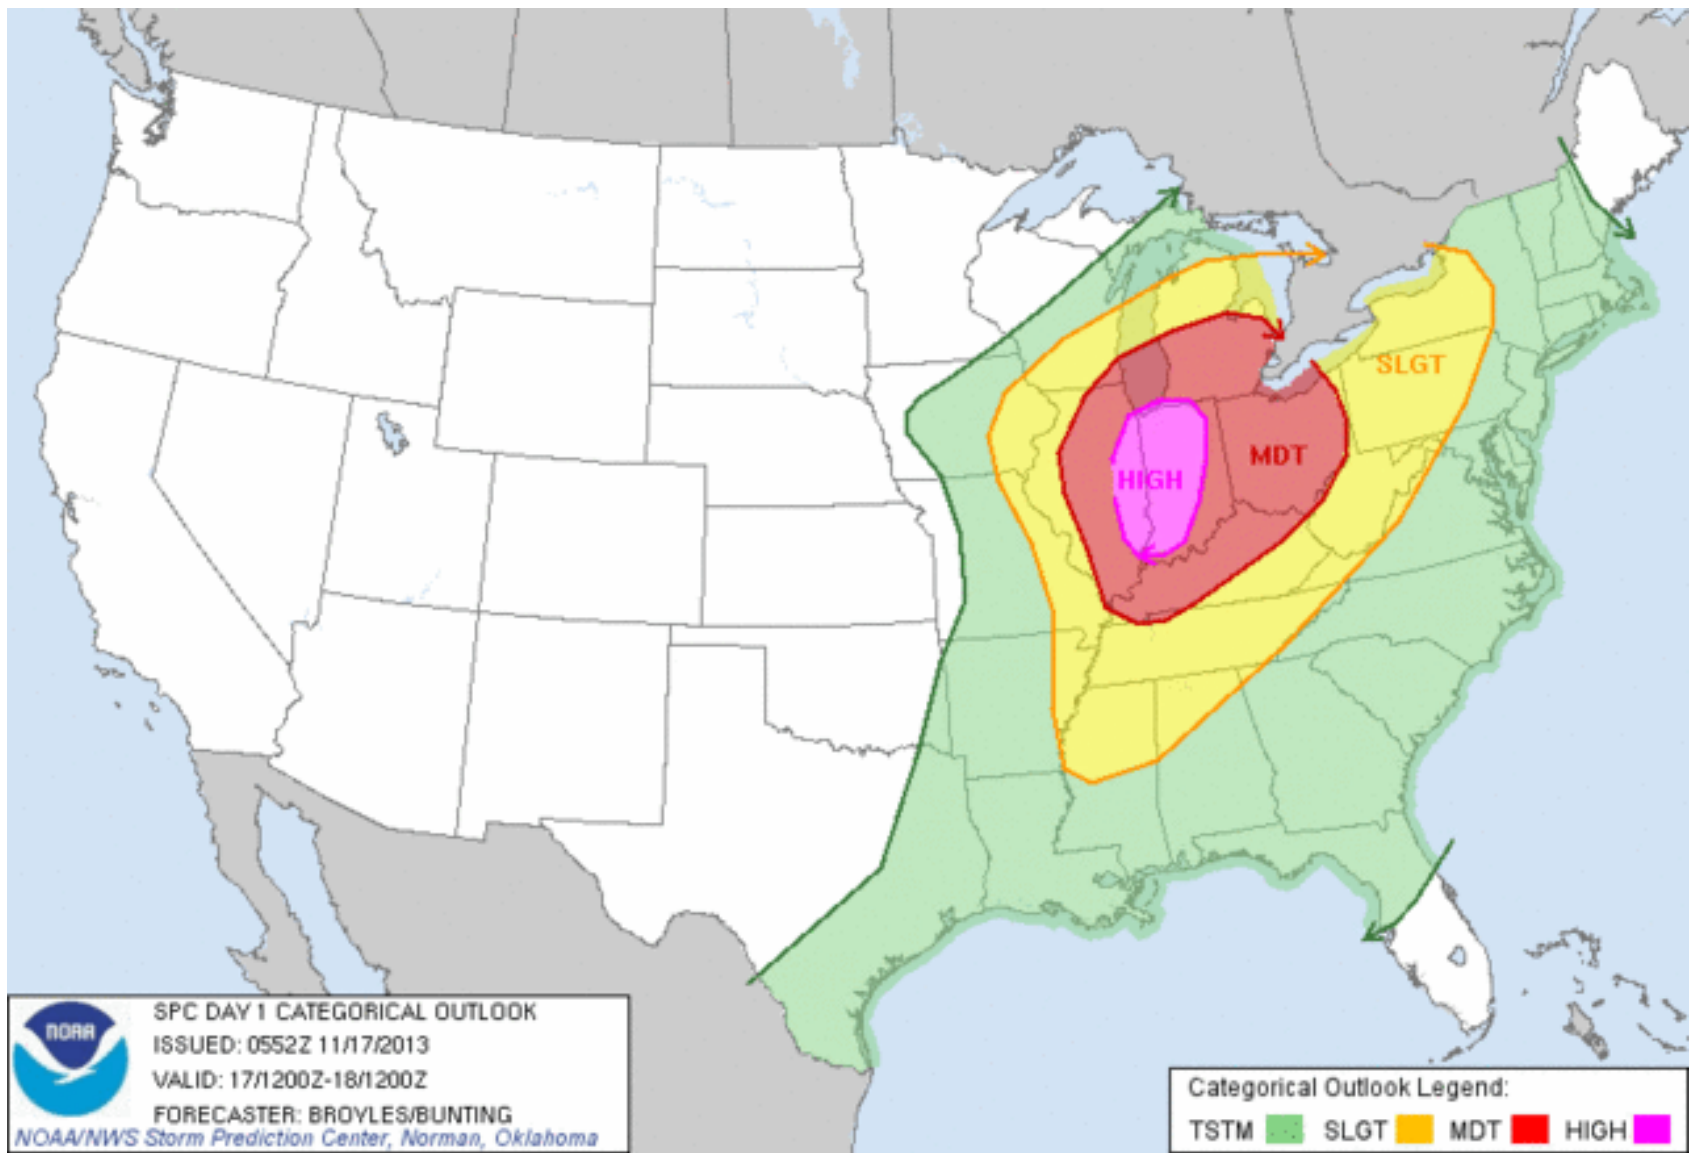 SLGT
MDT
HIGH
NOAA
SPC DAY 1 CATEGORICAL OUTLOOK
ISSUED: 0552Z 11/17/2013
VALID: 17/1200Z-18/1200Z
FORECASTER: BROYLES/BUNTING
NOAA/NWS Storm Prediction Center, Norman, Oklahoma
Categorical Outlook Legend:
TSTM SLGT MDT HIGH